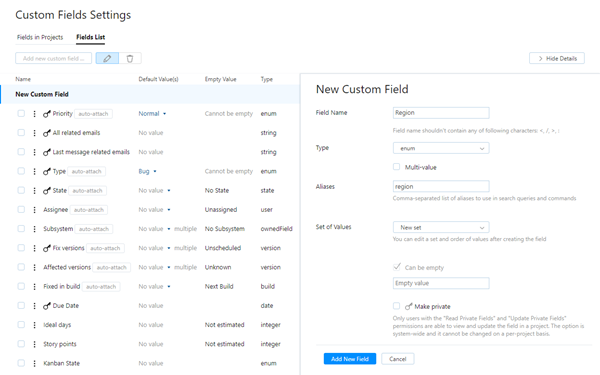 Custom Fields Settings
Fields in Projects Fields List
Add new custom field ...
Hide Details
Name Default Value(s) Empty Value Type
New Custom Field
Priority auto-attach Normal Cannot be empty enum
All related emails No value string
Last message related emails No value string
Type auto-attach Bug Cannot be empty enum
State auto-attach No value No State state
Assignee auto-attach No value Unassigned user
Subsystem auto-attach No value multiple No Subsystem ownedField
Fix versions auto-attach No value multiple Unscheduled version
Affected versions auto-attach No value multiple Unknown version
Fixed in build auto-attach No value Next Build build
Due Date No value date
Ideal days No value Not estimated integer
Story points No value Not estimated integer
Kanban State No value enum
New Custom Field
Field Name Region
Field name shouldn't contain any of following characters: <, /, >, :
Type enum
Multi-value
Aliases region
Comma-separated list of aliases to use in search queries and commands
Set of Values New set
You can edit a set and order of values after creating the field
Can be empty
Empty value
Make private
Only users with the "Read Private Fields" and "Update Private Fields"
permissions are able to view and update the field in a project. The option is
system-wide and it cannot be changed on a per-project basis.
Add New Field Cancel